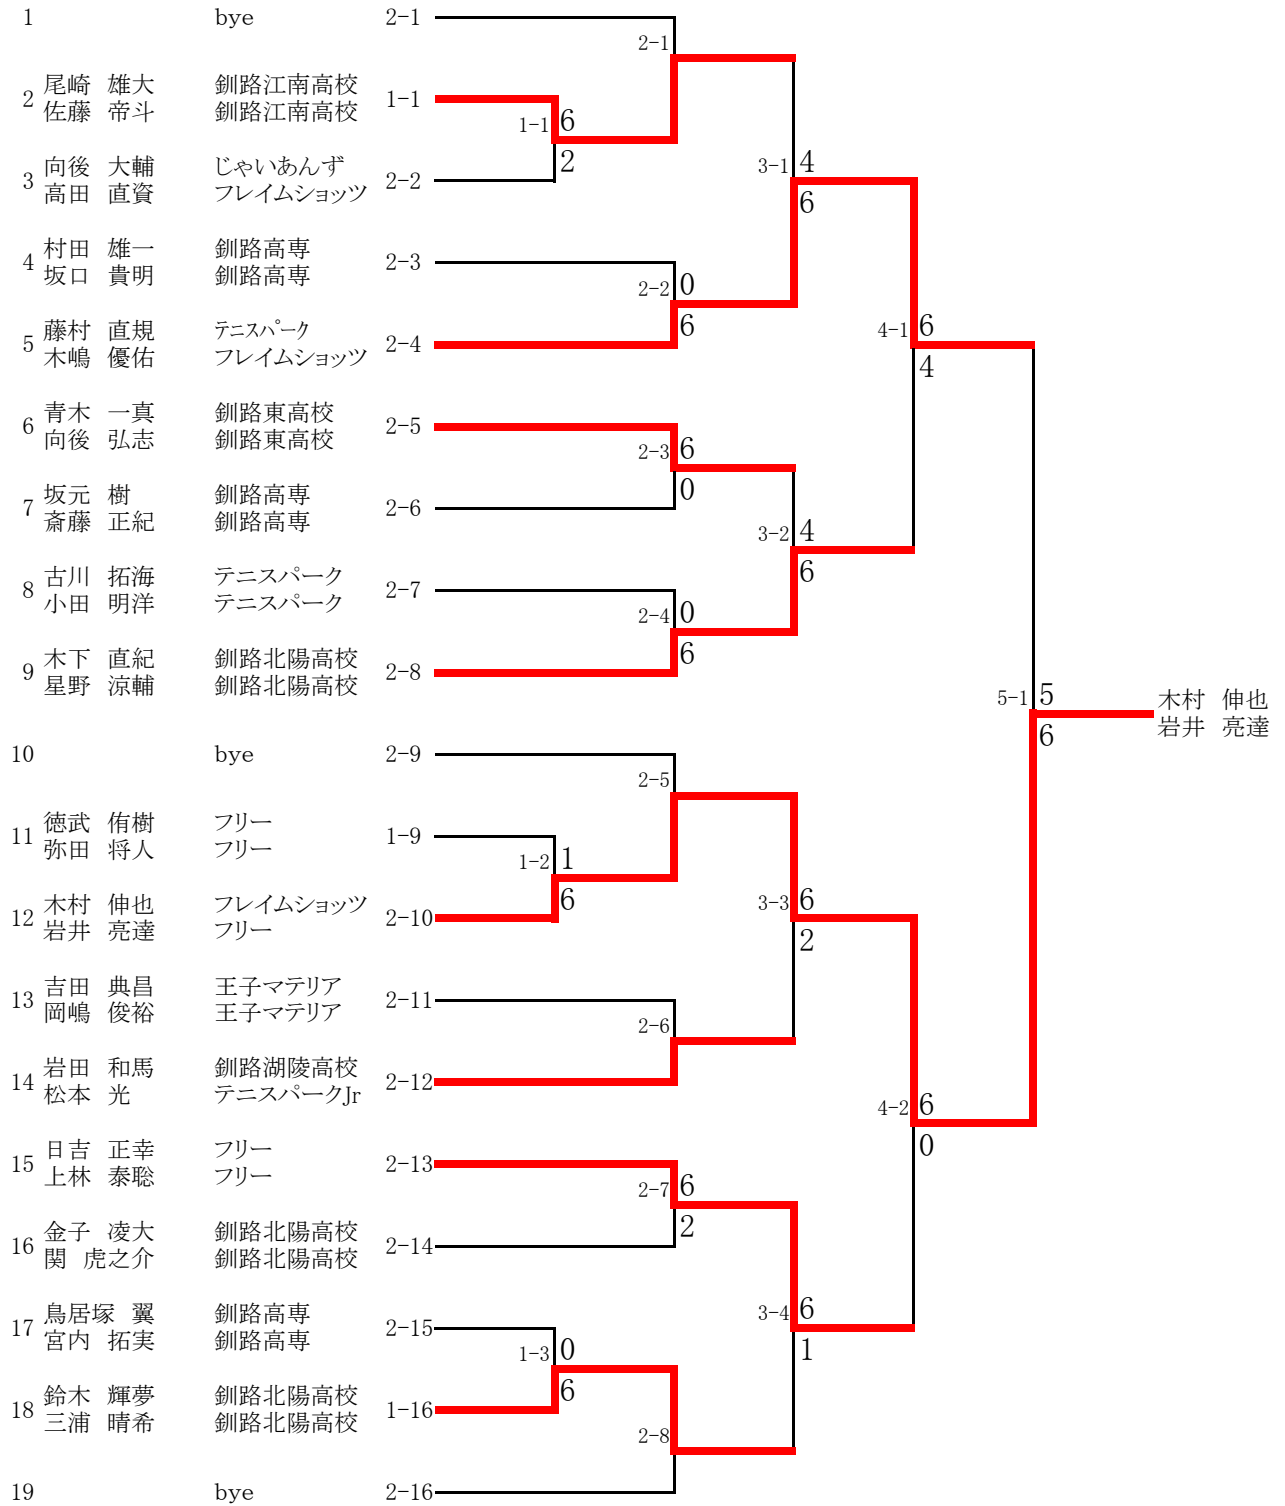 1 bye 2-1
2-1
尾崎 雄大 釧路江南高校
2 1-1
佐藤 帝斗 釧路江南高校
1-1 6
2
向後 大輔 じゃいあんず
3 2-2
高田 直資 フレイムショッツ
3-1 4
6
村田 雄一 釧路高専
4 2-3
坂口 貴明 釧路高専
2-2 0
6
藤村 直規 テニスパーク
5 2-4
木嶋 優佑 フレイムショッツ
4-1 6
4
青木 一真 釧路東高校
6 2-5
向後 弘志 釧路東高校
2-3 6
0
坂元 樹 釧路高専
7 2-6
斎藤 正紀 釧路高専
3-2 4
6
古川 拓海 テニスパーク
8 2-7
小田 明洋 テニスパーク
2-4 0
6
木下 直紀 釧路北陽高校
9 2-8
星野 涼輔 釧路北陽高校
5-1 5
6
木村 伸也
岩井 亮達
10 bye 2-9
2-5
徳武 侑樹 フリー
11 1-9
弥田 将人 フリー
1-2 1
6
木村 伸也 フレイムショッツ
12 2-10
岩井 亮達 フリー
3-3 6
2
吉田 典昌 王子マテリア
13 2-11
岡嶋 俊裕 王子マテリア
2-6
岩田 和馬 釧路湖陵高校
14 2-12
松本 光 テニスパークJr
4-2 6
0
日吉 正幸 フリー
15 2-13
上林 泰聡 フリー
2-7 6
2
金子 凌大 釧路北陽高校
16 2-14
関 虎之介 釧路北陽高校
3-4 6
1
鳥居塚 翼 釧路高専
17 2-15
宮内 拓実 釧路高専
1-3 0
6
鈴木 輝夢 釧路北陽高校
18 1-16
三浦 晴希 釧路北陽高校
2-8
19 bye 2-16